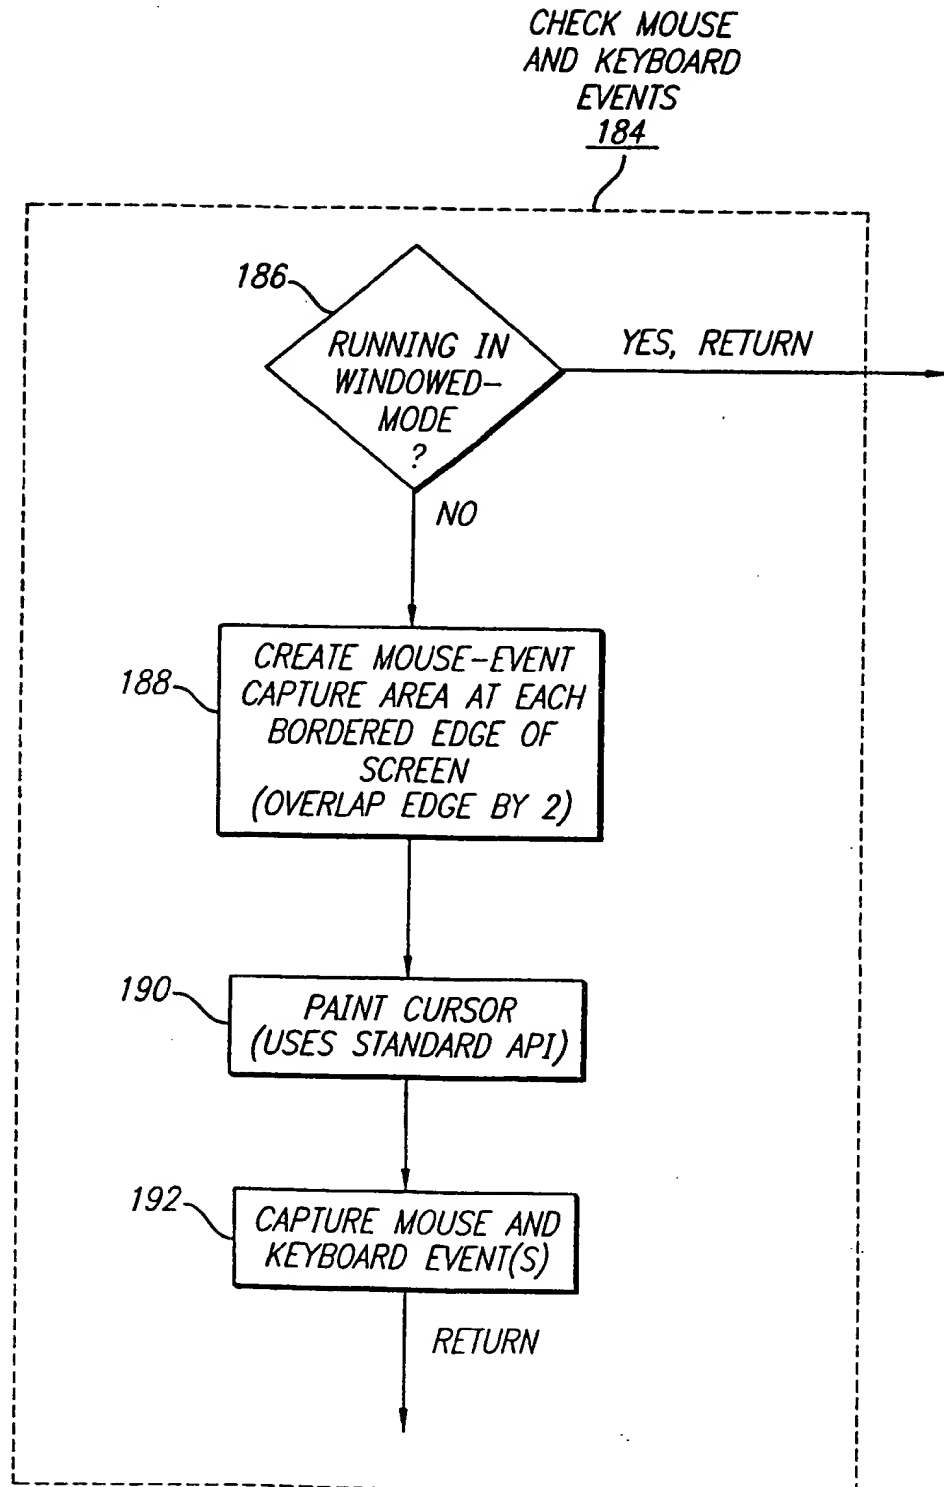 CHECK MOUSE
AND KEYBOARD
EVENTS
184
186
RUNNING IN
WINDOWED-
MODE
?
YES, RETURN
NO
188
CREATE MOUSE-EVENT
CAPTURE AREA AT EACH
BORDERED EDGE OF
SCREEN
(OVERLAP EDGE BY 2)
190
PAINT CURSOR
(USES STANDARD API)
192
CAPTURE MOUSE AND
KEYBOARD EVENT(S)
RETURN